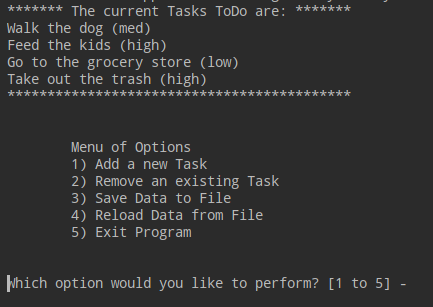 ******* The current Tasks ToDo are: *******
Walk the dog (med)
Feed the kids (high)
Go to the grocery store (low)
Take out the trash (high)
*******************************************
Menu of Options
1) Add a new Task
2) Remove an existing Task
3) Save Data to File
4) Reload Data from File
5) Exit Program
Which option would you like to perform? [1 to 5] -